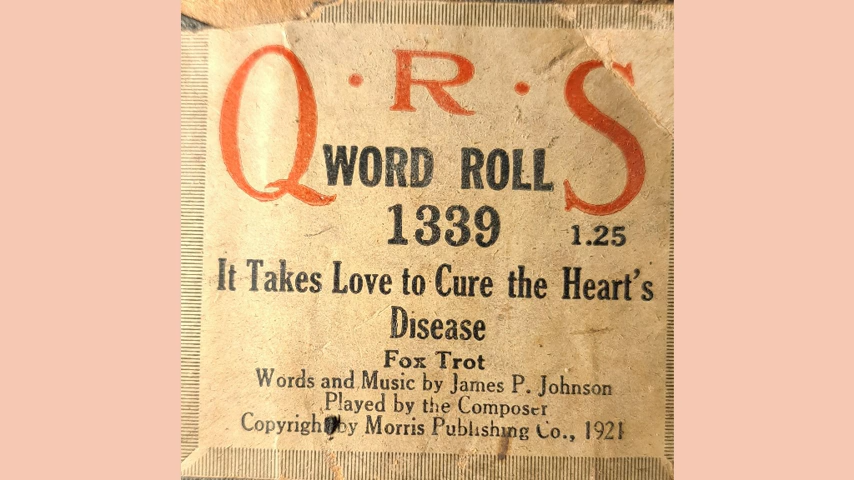 Q·R·S
WORD ROLL
1339 1.25
It Takes Love to Cure the Heart's
Disease
Fox Trot
Words and Music by James P. Johnson
Played by the Composer
Copyright by Morris Publishing Co., 1921